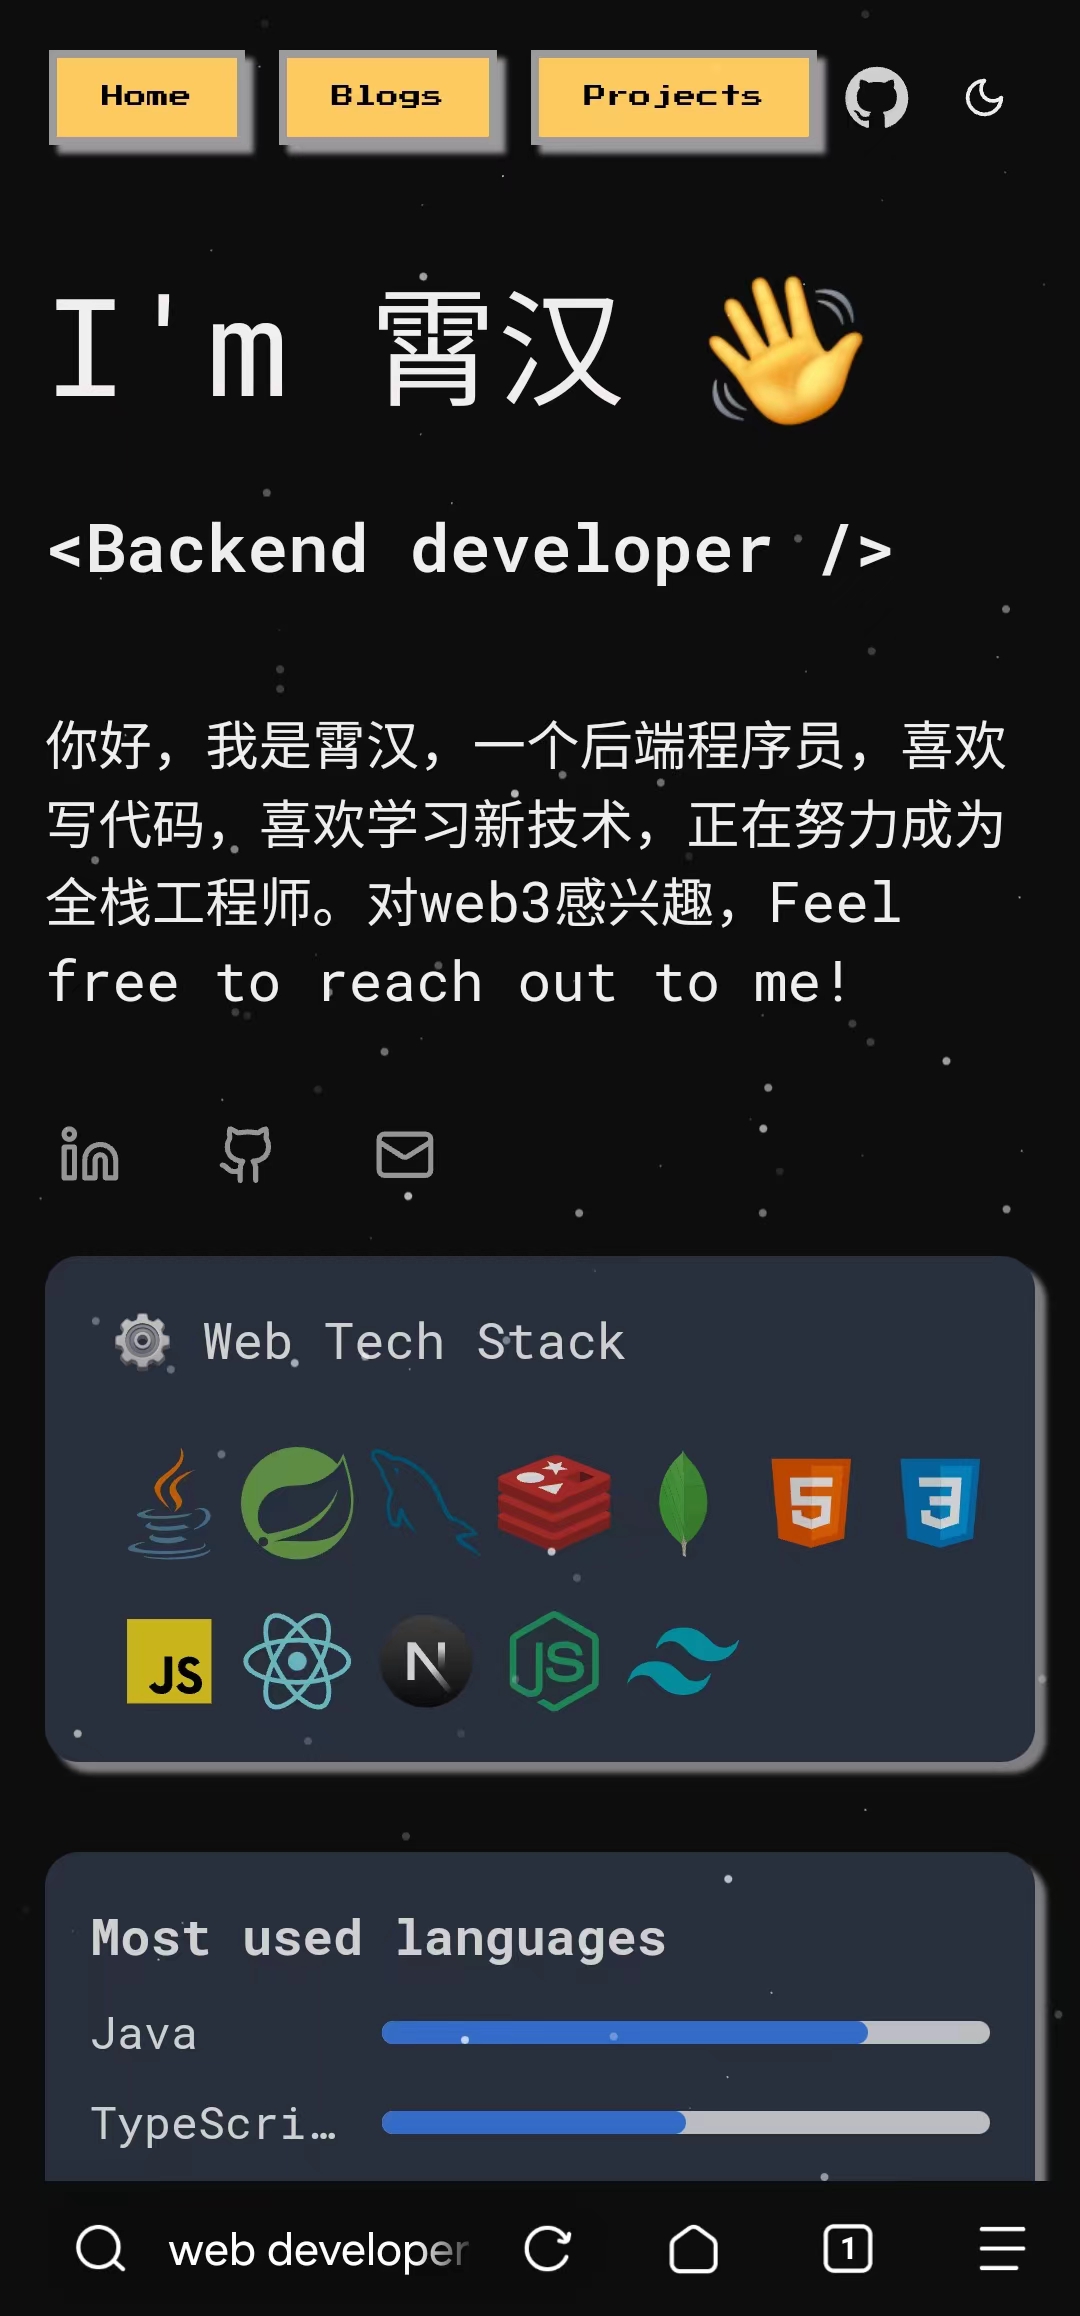 Home Blogs Projects
I'm 霄汉 👋
<Backend developer />
你好，我是霄汉，一个后端程序员，喜欢
写代码，喜欢学习新技术，正在努力成为
全栈工程师。对web3感兴趣，Feel
free to reach out to me!
in
⚙️ Web Tech Stack
5 3
JS N JS
Most used languages
Java
TypeScri…
web developer 1